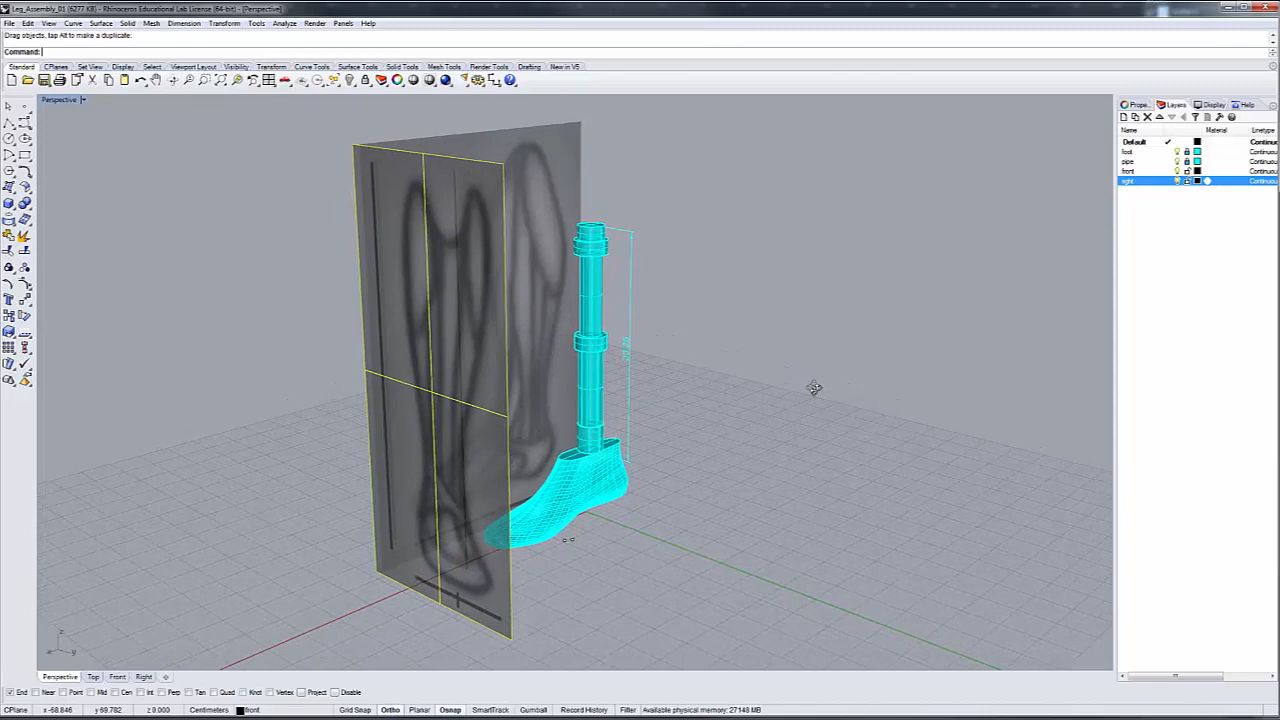 Leg_Assembly_01 (6277 KB) - Rhinoceros Educational Lab License (64-bit) - [Perspective]
File Edit View Curve Surface Solid Mesh Dimension Transform Tools Analyze Render Panels Help
Drag objects, tap Alt to make a duplicate:
Command:
Standard CPlanes Set View Display Select Viewport Layout Visibility Transform Curve Tools Surface Tools Solid Tools Mesh Tools Render Tools Drafting New in V5
Perspective
Prope... Layers Display Help
Name Material Linetype
Default Continuou
foot Continuou
pipe Continuou
front Continuou
right Continuou
z
x y
Perspective Top Front Right
End Near Point Mid Cen Int Perp Tan Quad Knot Vertex Project Disable
CPlane x -68.846 y 69.782 z 0.000 Centimeters front Grid Snap Ortho Planar Osnap SmartTrack Gumball Record History Filter Available physical memory: 27148 MB